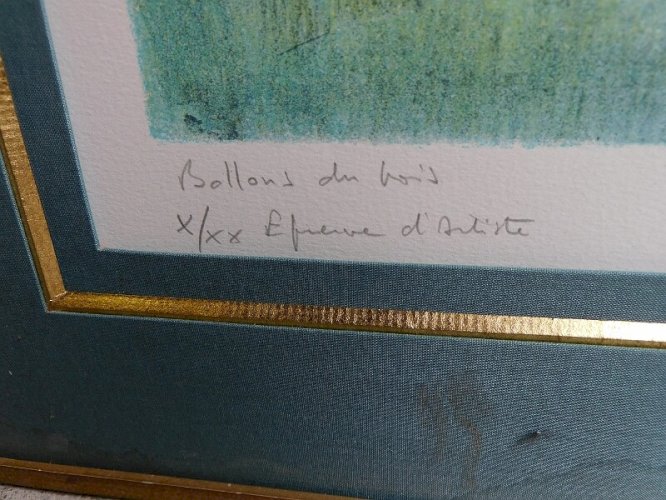 Ballons du bois
X/XX Epreuve d'Artiste